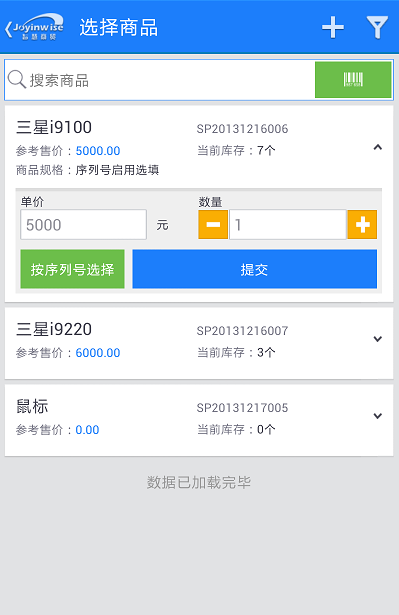 Joyinwise
智慧商贸
选择商品
搜索商品
三星i9100
SP20131216006
参考售价：5000.00
当前库存：7个
商品规格：序列号启用选填
单价
数量
5000
元
1
按序列号选择
提交
三星i9220
SP20131216007
参考售价：6000.00
当前库存：3个
鼠标
SP20131217005
参考售价：0.00
当前库存：0个
数据已加载完毕